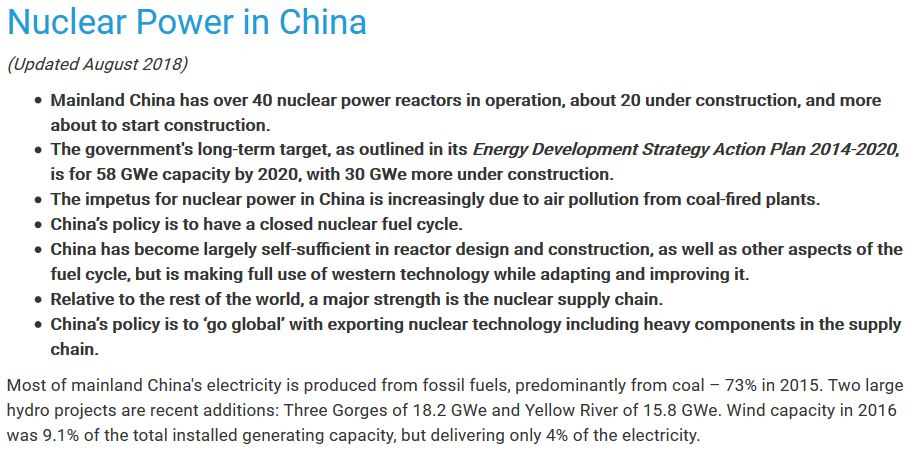 Nuclear Power in China
(Updated August 2018)
• Mainland China has over 40 nuclear power reactors in operation, about 20 under construction, and more
about to start construction.
• The government's long-term target, as outlined in its Energy Development Strategy Action Plan 2014-2020,
is for 58 GWe capacity by 2020, with 30 GWe more under construction.
• The impetus for nuclear power in China is increasingly due to air pollution from coal-fired plants.
• China’s policy is to have a closed nuclear fuel cycle.
• China has become largely self-sufficient in reactor design and construction, as well as other aspects of the
fuel cycle, but is making full use of western technology while adapting and improving it.
• Relative to the rest of the world, a major strength is the nuclear supply chain.
• China’s policy is to ‘go global’ with exporting nuclear technology including heavy components in the supply
chain.
Most of mainland China's electricity is produced from fossil fuels, predominantly from coal – 73% in 2015. Two large
hydro projects are recent additions: Three Gorges of 18.2 GWe and Yellow River of 15.8 GWe. Wind capacity in 2016
was 9.1% of the total installed generating capacity, but delivering only 4% of the electricity.